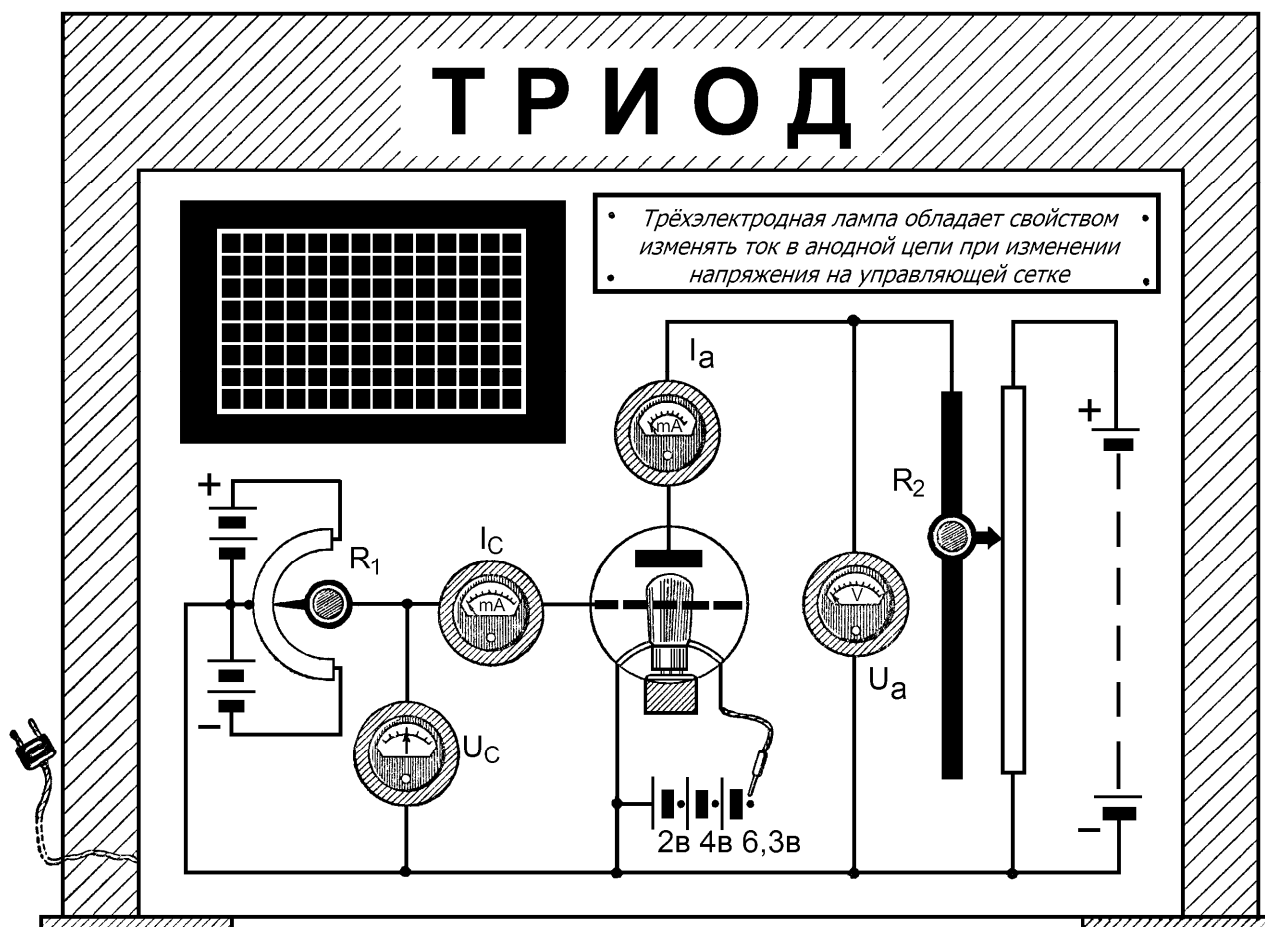 ТРИОД
Трёхэлектродная лампа обладает свойством
изменять ток в анодной цепи при изменении
напряжения на управляющей сетке
Iа
mA
+
+
R2
IC
R1
mA
V
Uа
−
UC
2в 4в 6,3в
−